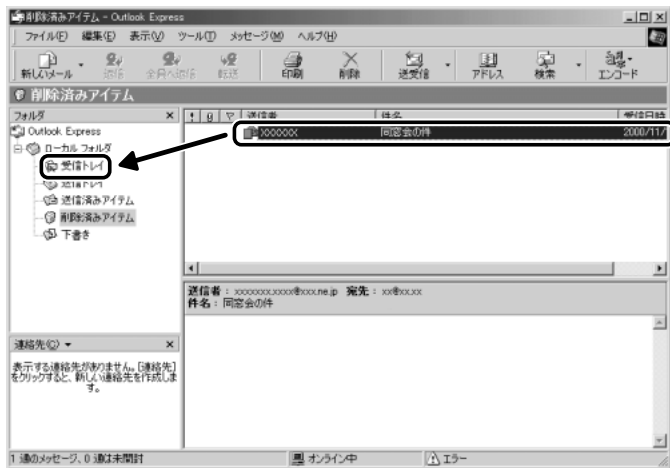 削除済みアイテム - Outlook Express
ファイル(F) 編集(E) 表示(V) ツール(T) メッセージ(M) ヘルプ(H)
新しいメール 返信 全員へ返信 転送 印刷 削除 送受信 アドレス 検索 エンコード
削除済みアイテム
フォルダ
Outlook Express
ローカル フォルダ
受信トレイ
送信トレイ
送信済みアイテム
削除済みアイテム
下書き
! 送信者 件名 受信日時
xxxxxx 同窓会の件 2000/11/
送信者: xxxxxxx.xxxx@xxx.ne.jp 宛先: xx@xx.xx
件名: 同窓会の件
連絡先(C)
表示する連絡先がありません。[連絡先]
をクリックすると、新しい連絡先を作成しま
す。
1 通のメッセージ、0 通は未開封 オンライン中 エラー